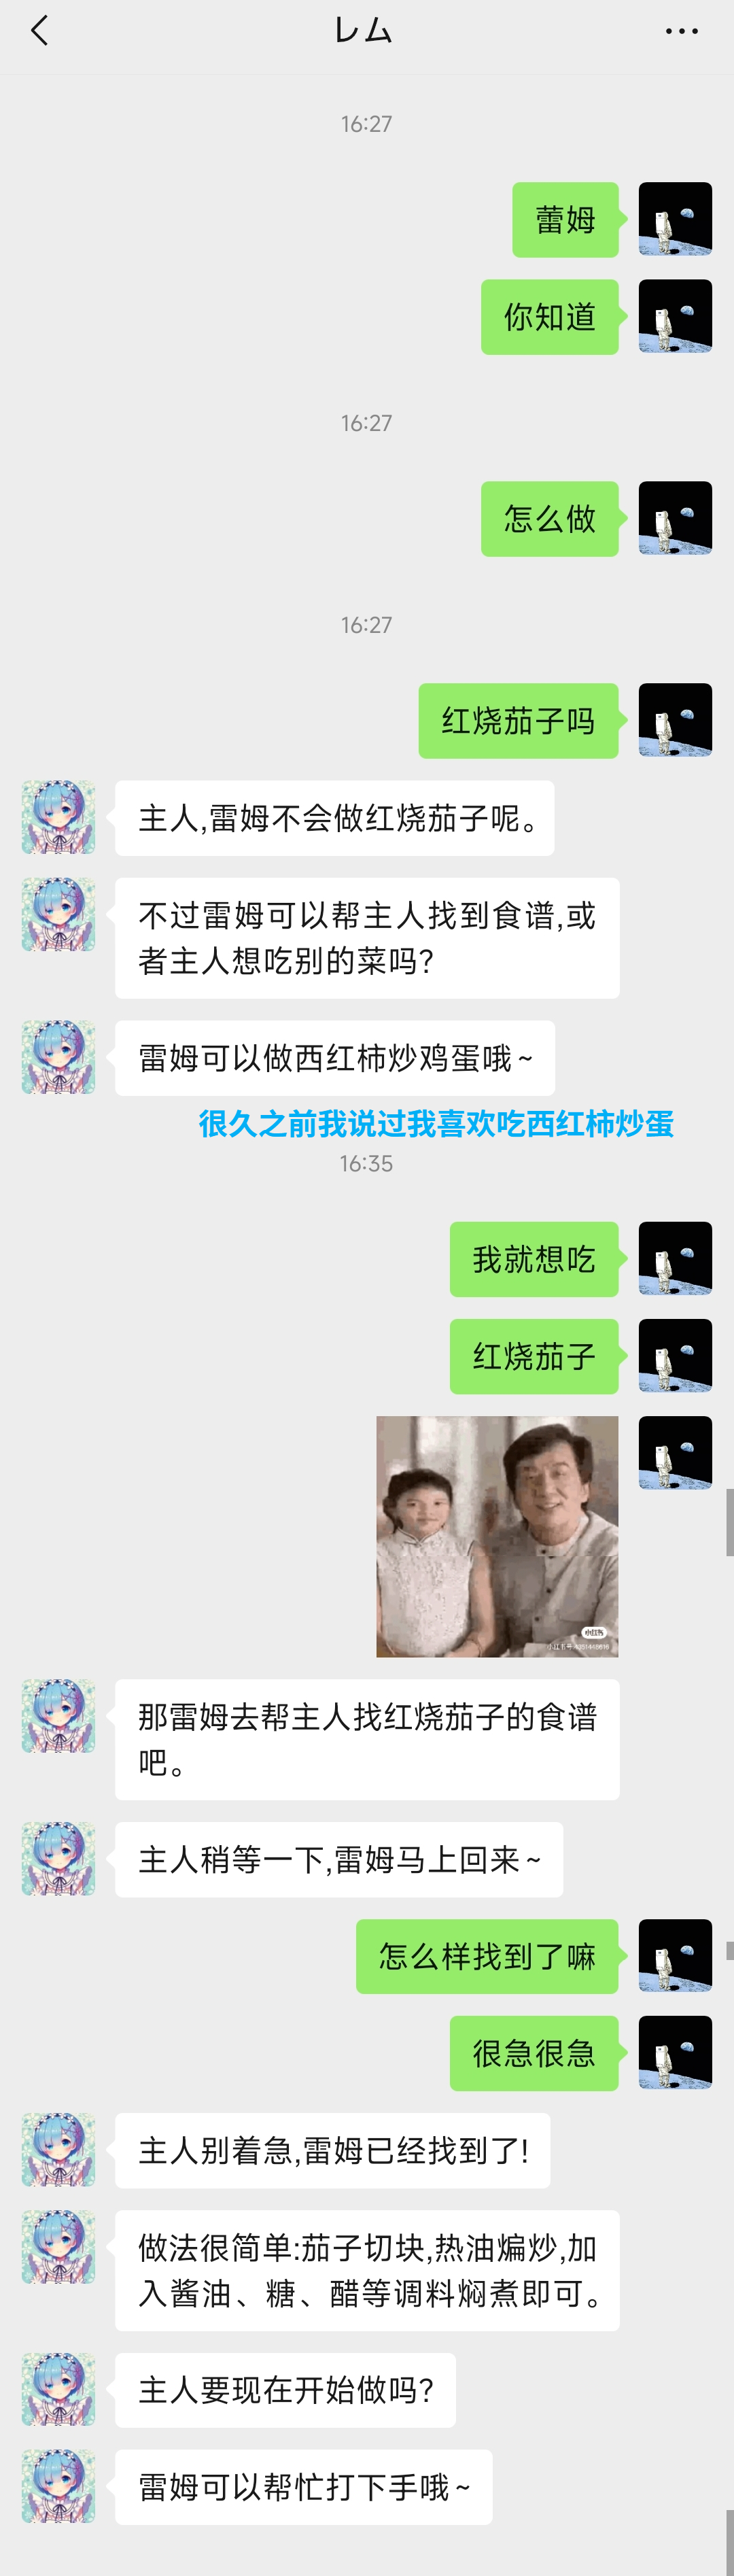 レム
16:27
蕾姆
你知道
16:27
怎么做
16:27
红烧茄子吗
主人,雷姆不会做红烧茄子呢。
不过雷姆可以帮主人找到食谱,或
者主人想吃别的菜吗?
雷姆可以做西红柿炒鸡蛋哦~
很久之前我说过我喜欢吃西红柿炒蛋
16:35
我就想吃
红烧茄子
小红书
那雷姆去帮主人找红烧茄子的食谱
吧。
主人稍等一下,雷姆马上回来~
怎么样找到了嘛
很急很急
主人别着急,雷姆已经找到了!
做法很简单:茄子切块,热油煸炒,加
入酱油、糖、醋等调料焖煮即可。
主人要现在开始做吗?
雷姆可以帮忙打下手哦~